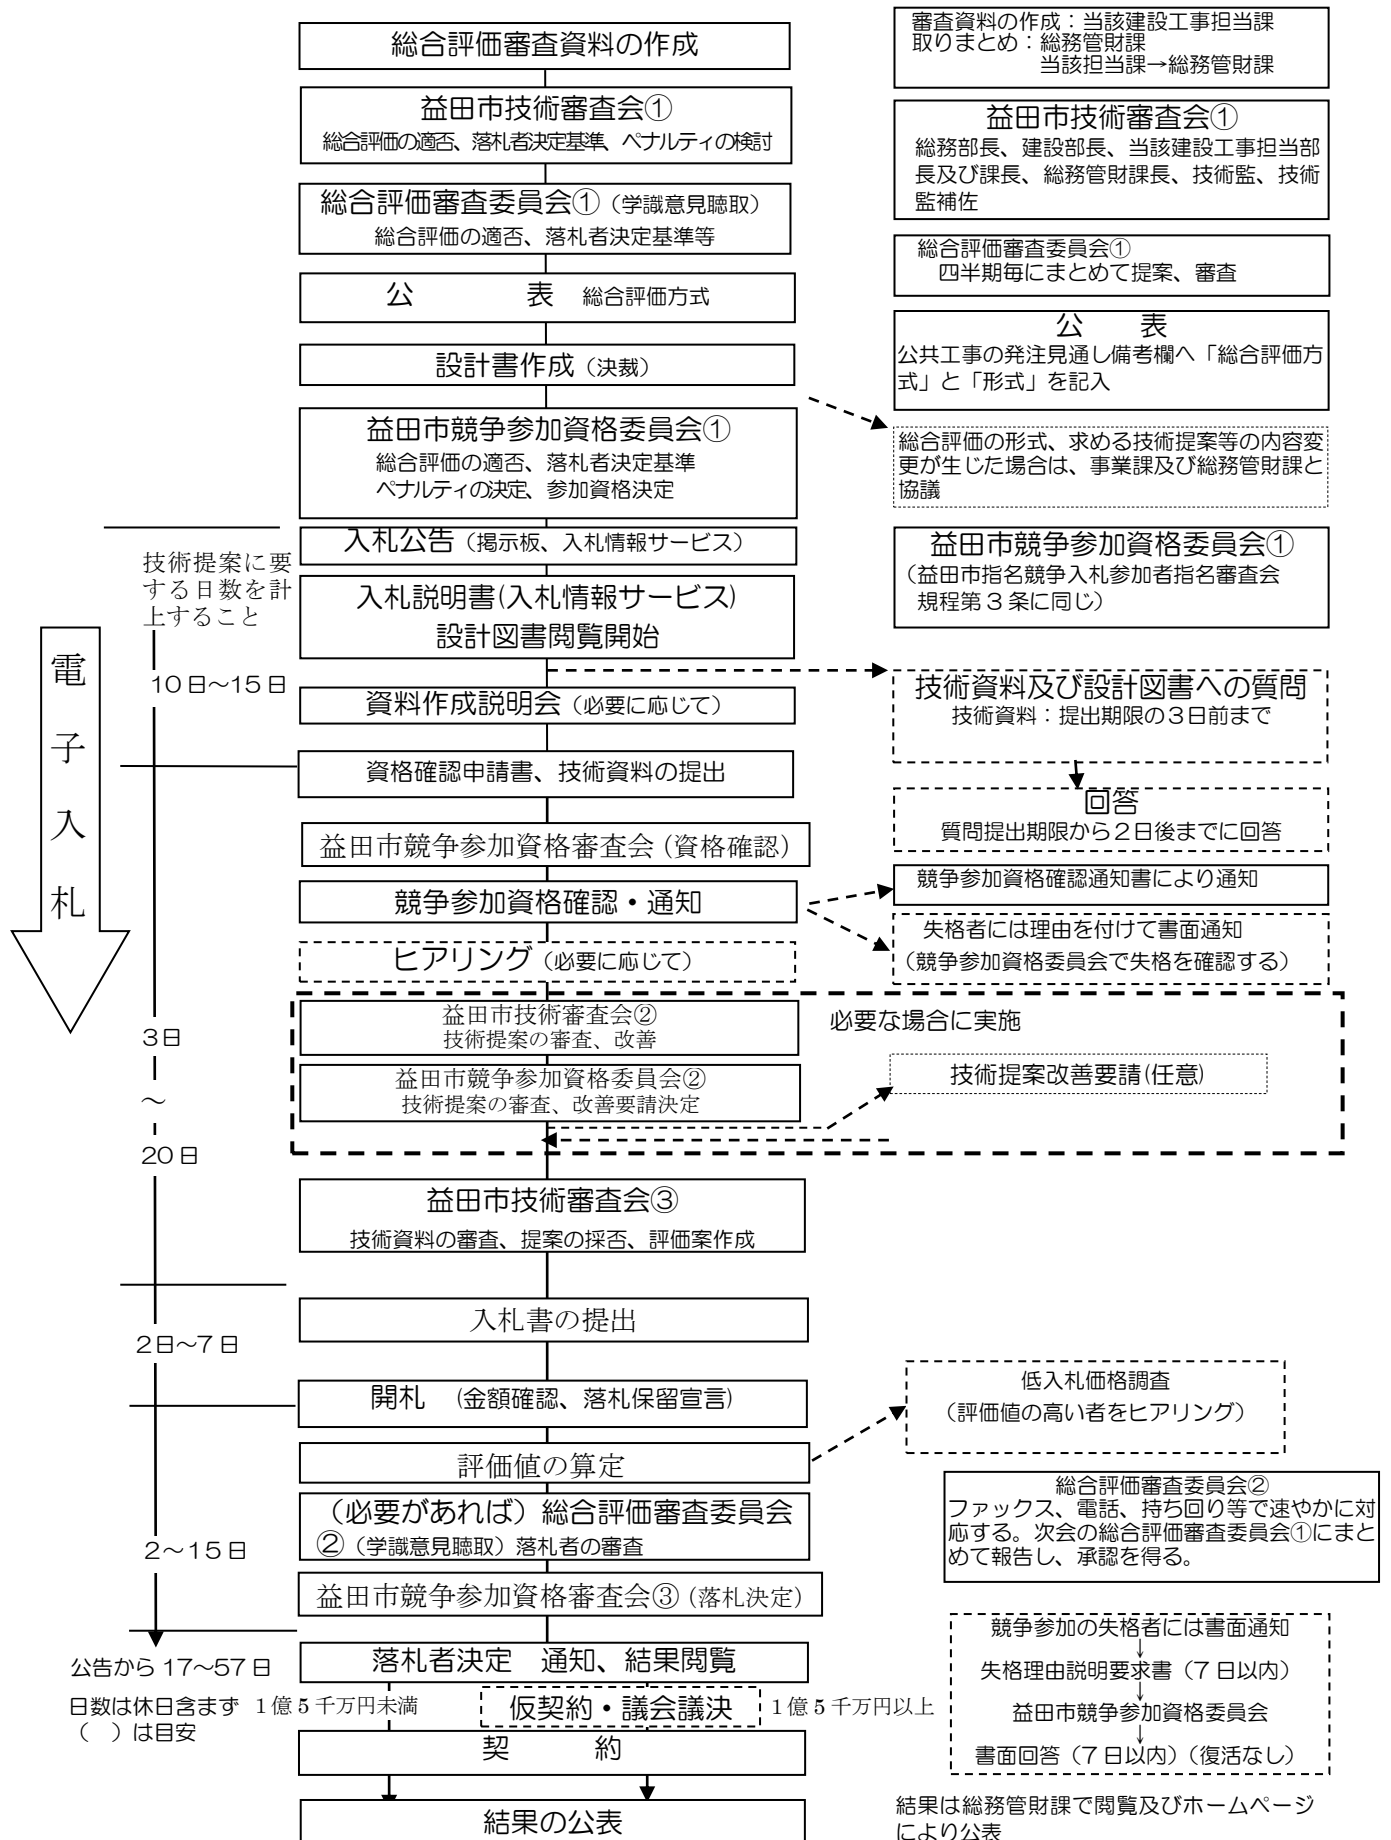 総合評価審査資料の作成
審査資料の作成：当該建設工事担当課
取りまとめ：総務管財課
当該担当課→総務管財課
益田市技術審査会①
総合評価の適否、落札者決定基準、ペナルティの検討
益田市技術審査会①
総務部長、建設部長、当該建設工事担当部
長及び課長、総務管財課長、技術監、技術
監補佐
総合評価審査委員会①（学識意見聴取）
総合評価の適否、落札者決定基準等
総合評価審査委員会①
四半期毎にまとめて提案、審査
公　　　　表　総合評価方式
公　　表
公共工事の発注見通し備考欄へ「総合評価方
式」と「形式」を記入
設計書作成（決裁）
益田市競争参加資格委員会①
総合評価の適否、落札者決定基準
ペナルティの決定、参加資格決定
総合評価の形式、求める技術提案等の内容変
更が生じた場合は、事業課及び総務管財課と
協議
入札公告（掲示板、入札情報サービス）
益田市競争参加資格委員会①
（益田市指名競争入札参加者指名審査会
規程第３条に同じ）
技術提案に要
する日数を計
上すること
入札説明書(入札情報サービス)
設計図書閲覧開始
電子入札
10日～15日
資料作成説明会（必要に応じて）
技術資料及び設計図書への質問
技術資料：提出期限の３日前まで
資格確認申請書、技術資料の提出
回答
質問提出期限から２日後までに回答
益田市競争参加資格審査会（資格確認）
競争参加資格確認・通知
競争参加資格確認通知書により通知
失格者には理由を付けて書面通知
（競争参加資格委員会で失格を確認する）
ヒアリング（必要に応じて）
益田市技術審査会②
技術提案の審査、改善
必要な場合に実施
益田市競争参加資格委員会②
技術提案の審査、改善要請決定
技術提案改善要請(任意)
3日
～
20日
益田市技術審査会③
技術資料の審査、提案の採否、評価案作成
入札書の提出
2日～7日
開札　(金額確認、落札保留宣言)
低入札価格調査
（評価値の高い者をヒアリング）
評価値の算定
（必要があれば）総合評価審査委員会
②（学識意見聴取）落札者の審査
総合評価審査委員会②
ファックス、電話、持ち回り等で速やかに対
応する。次会の総合評価審査委員会①にまと
めて報告し、承認を得る。
2～15日
益田市競争参加資格審査会③（落札決定）
落札者決定　通知、結果閲覧
競争参加の失格者には書面通知
↓
失格理由説明要求書（7日以内）
↓
益田市競争参加資格委員会
↓
書面回答（7日以内）（復活なし）
公告から17～57日
日数は休日含まず
（　）は目安
１億５千万円未満
仮契約・議会議決
１億５千万円以上
契　　約
結果の公表
結果は総務管財課で閲覧及びホームページ
により公表